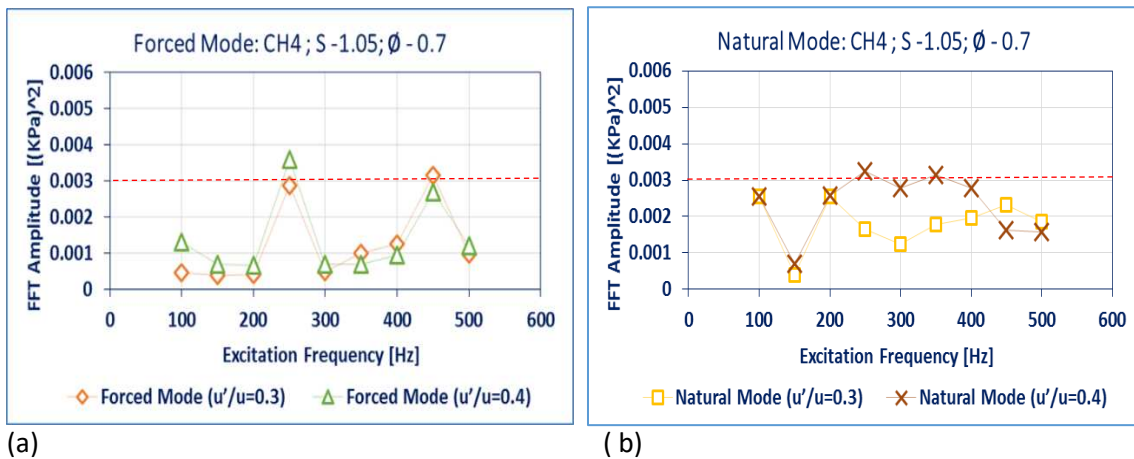 Forced Mode: CH4 ; S -1.05; Ø - 0.7
FFT Amplitude [(KPa)^2]
0.006
0.005
0.004
0.003
0.002
0.001
0
0 100 200 300 400 500 600
Excitation Frequency [Hz]
Forced Mode (u'/u=0.3) Forced Mode (u'/u=0.4)
(a)
Natural Mode: CH4 ; S -1.05; Ø - 0.7
FFT Amplitude [(KPa)^2]
0.006
0.005
0.004
0.003
0.002
0.001
0
0 100 200 300 400 500 600
Excitation Frequency [Hz]
Natural Mode (u'/u=0.3) Natural Mode (u'/u=0.4)
( b)